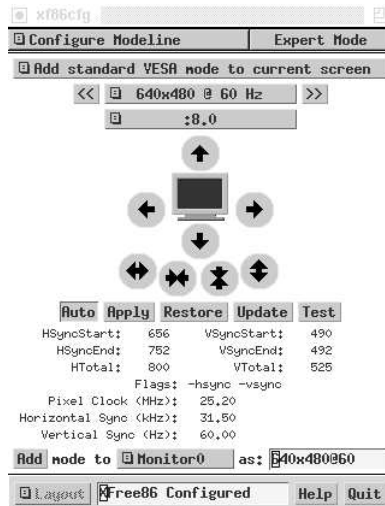 xf86cfg
Configure Modeline Expert Mode
Add standard VESA mode to current screen
<< 640x480 @ 60 Hz >>
:8.0
Auto Apply Restore Update Test
HSyncStart: 656 VSyncStart: 490
HSyncEnd: 752 VSyncEnd: 492
HTotal: 800 VTotal: 525
Flags: -hsync -vsync
Pixel Clock (MHz): 25.20
Horizontal Sync (kHz): 31.50
Vertical Sync (Hz): 60.00
Add mode to Monitor0 as: 640x480@60
Layout XFree86 Configured Help Quit